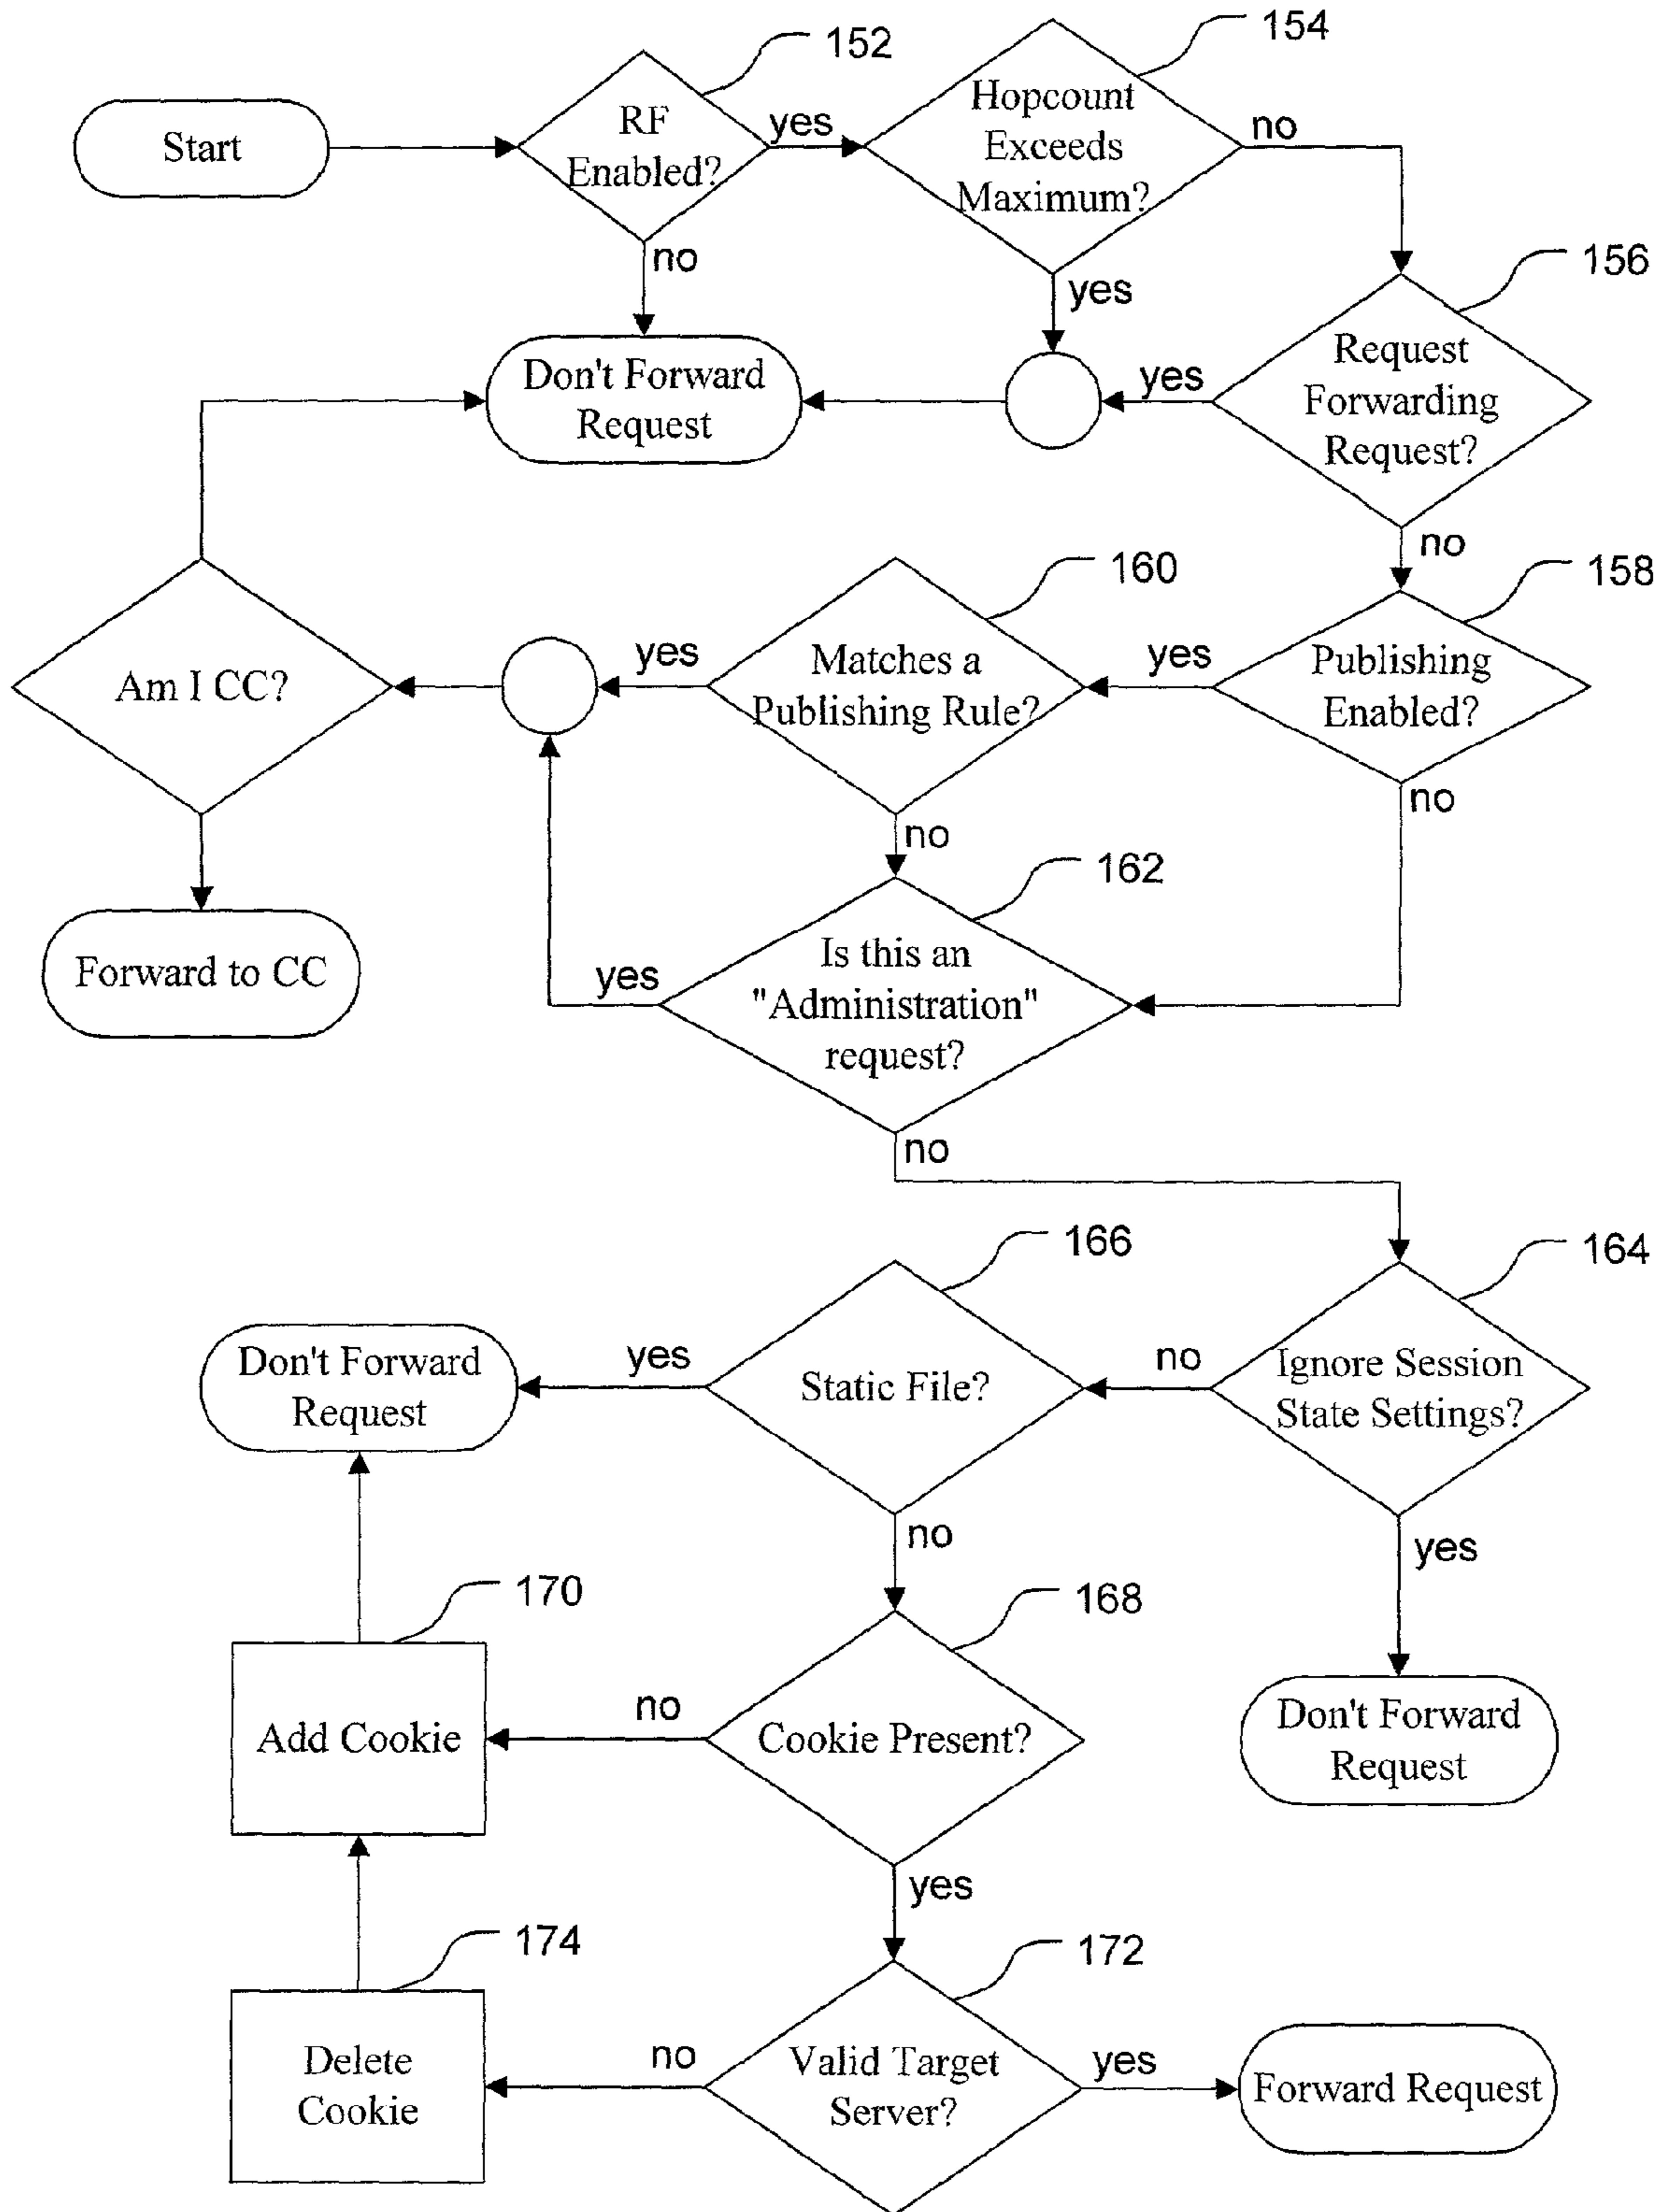 152
154
Start
RF
Enabled?
yes
Hopcount
Exceeds
Maximum?
no
no
yes
156
Don't Forward
Request
yes
Request
Forwarding
Request?
no
160
158
Am I CC?
yes
Matches a
Publishing Rule?
yes
Publishing
Enabled?
no
no
162
Forward to CC
yes
Is this an
"Administration"
request?
no
166
164
Don't Forward
Request
yes
Static File?
no
Ignore Session
State Settings?
no
yes
170
168
Add Cookie
no
Cookie Present?
Don't Forward
Request
yes
174
172
Delete
Cookie
no
Valid Target
Server?
yes
Forward Request